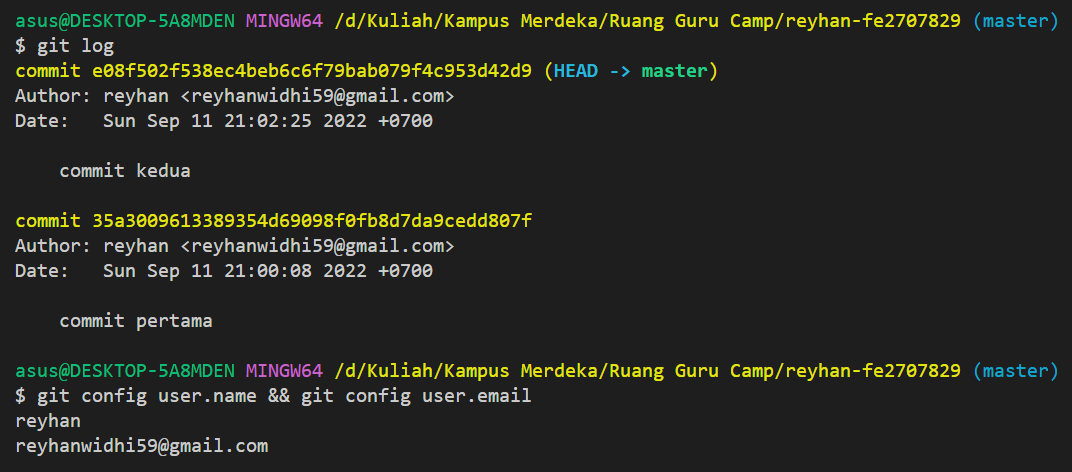 asus@DESKTOP-5A8MDEN MINGW64 /d/Kuliah/Kampus Merdeka/Ruang Guru Camp/reyhan-fe2707829 (master)
$ git log
commit e08f502f538ec4beb6c6f79bab079f4c953d42d9 (HEAD -> master)
Author: reyhan <reyhanwidhi59@gmail.com>
Date:   Sun Sep 11 21:02:25 2022 +0700
    commit kedua
commit 35a3009613389354d69098f0fb8d7da9cedd807f
Author: reyhan <reyhanwidhi59@gmail.com>
Date:   Sun Sep 11 21:00:08 2022 +0700
    commit pertama
asus@DESKTOP-5A8MDEN MINGW64 /d/Kuliah/Kampus Merdeka/Ruang Guru Camp/reyhan-fe2707829 (master)
$ git config user.name && git config user.email
reyhan
reyhanwidhi59@gmail.com